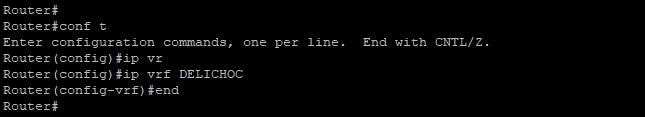 Router#
Router#conf t
Enter configuration commands, one per line.  End with CNTL/Z.
Router(config)#ip vr
Router(config)#ip vrf DELICHOC
Router(config-vrf)#end
Router#